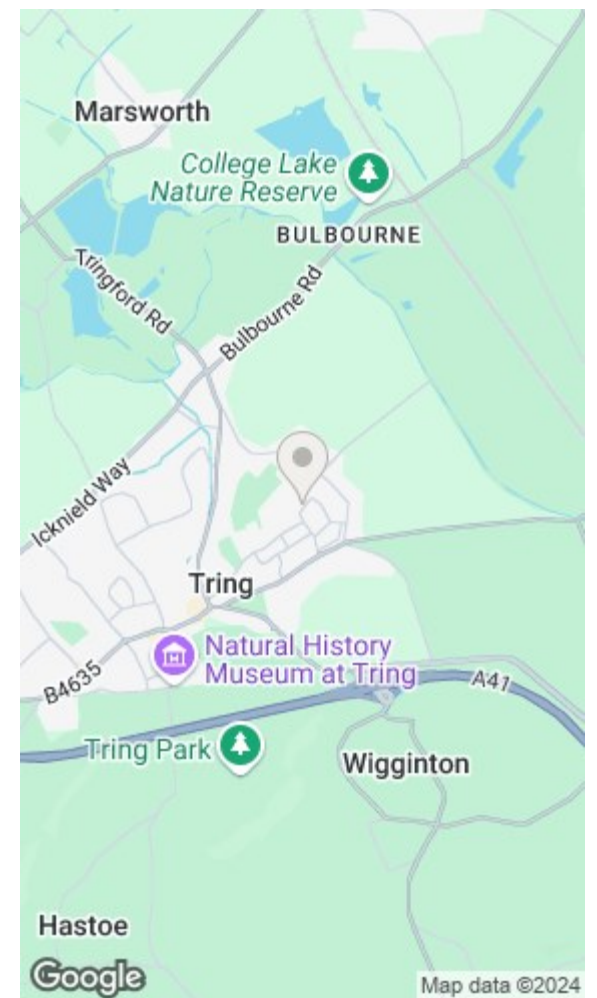 Marsworth
College Lake
Nature Reserve
BULBOURNE
Tringford Rd
Bulbourne Rd
Icknield Way
Tring
Natural History
Museum at Tring
B4635
A41
Tring Park
Wigginton
Hastoe
Google
Map data ©2024